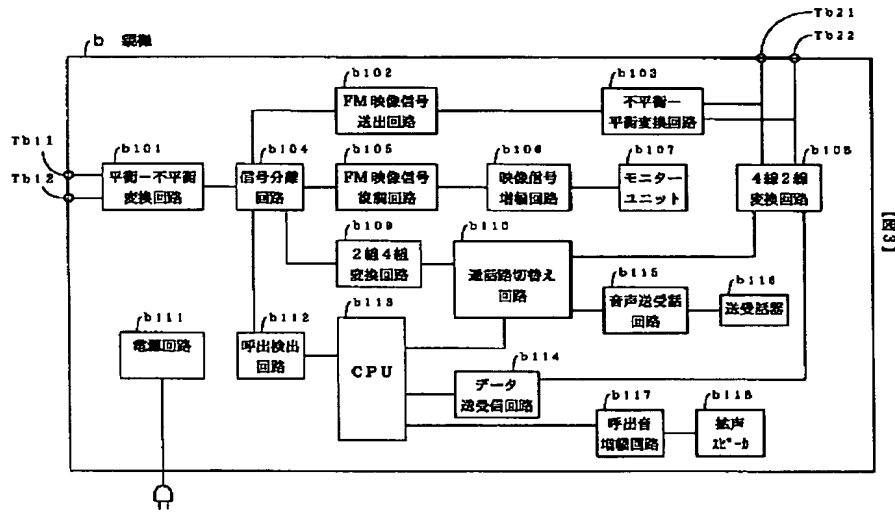 Tb21
Tb22
b 親機
b102
FM映像信号
送出回路
b103
不平衡－
平衡変換回路
Tb11
Tb12
b101
平衡－不平衡
変換回路
b104
信号分離
回路
b105
FM映像信号
復調回路
b106
映像信号
増幅回路
b107
モニター
ユニット
b108
4線2線
変換回路
【図3】
b109
2組4組
変換回路
b110
通話路切替え
回路
b115
音声送受話
回路
b116
送受話器
b111
電源回路
b112
呼出検出
回路
b113
CPU
b114
データ
送受信回路
b117
呼出音
増幅回路
b118
拡声
スピーカ